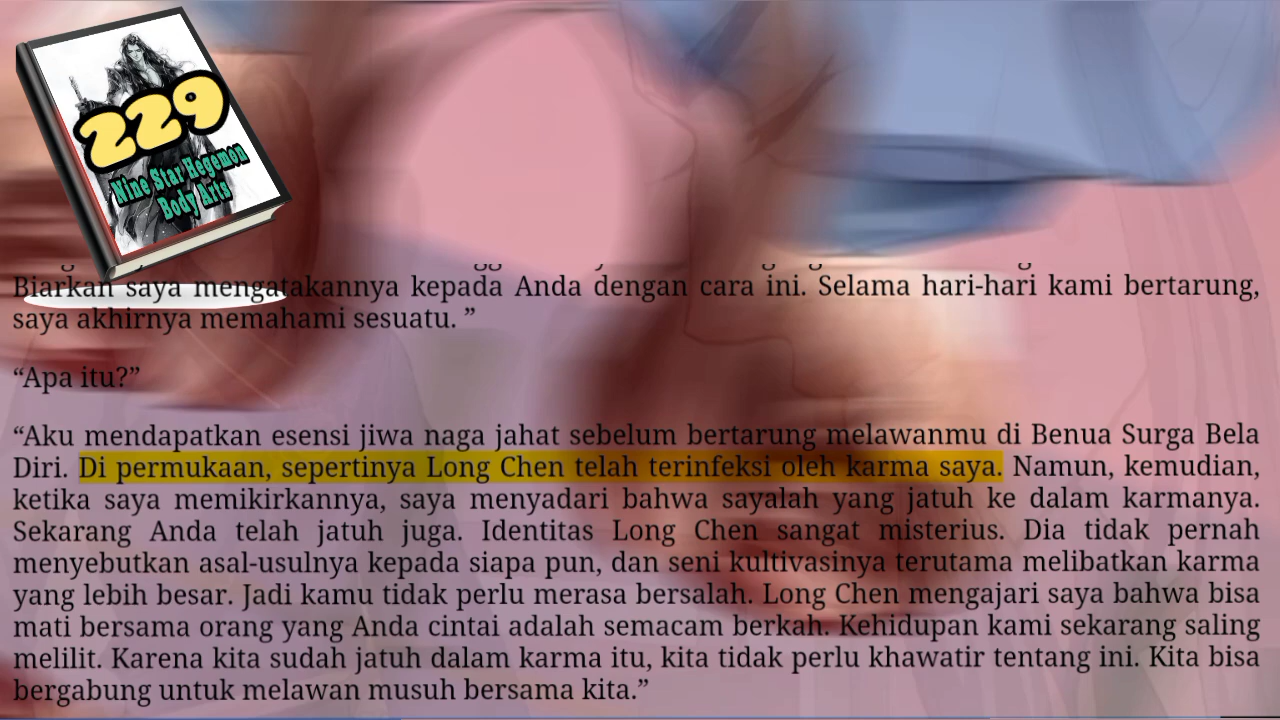 229
Nine Star Hegemon
Body Arts
Biarkan saya mengatakannya kepada Anda dengan cara ini. Selama hari-hari kami bertarung,
saya akhirnya memahami sesuatu. ”
“Apa itu?”
“Aku mendapatkan esensi jiwa naga jahat sebelum bertarung melawanmu di Benua Surga Bela
Diri. Di permukaan, sepertinya Long Chen telah terinfeksi oleh karma saya. Namun, kemudian,
ketika saya memikirkannya, saya menyadari bahwa sayalah yang jatuh ke dalam karmanya.
Sekarang Anda telah jatuh juga. Identitas Long Chen sangat misterius. Dia tidak pernah
menyebutkan asal-usulnya kepada siapa pun, dan seni kultivasinya terutama melibatkan karma
yang lebih besar. Jadi kamu tidak perlu merasa bersalah. Long Chen mengajari saya bahwa bisa
mati bersama orang yang Anda cintai adalah semacam berkah. Kehidupan kami sekarang saling
melilit. Karena kita sudah jatuh dalam karma itu, kita tidak perlu khawatir tentang ini. Kita bisa
bergabung untuk melawan musuh bersama kita.”